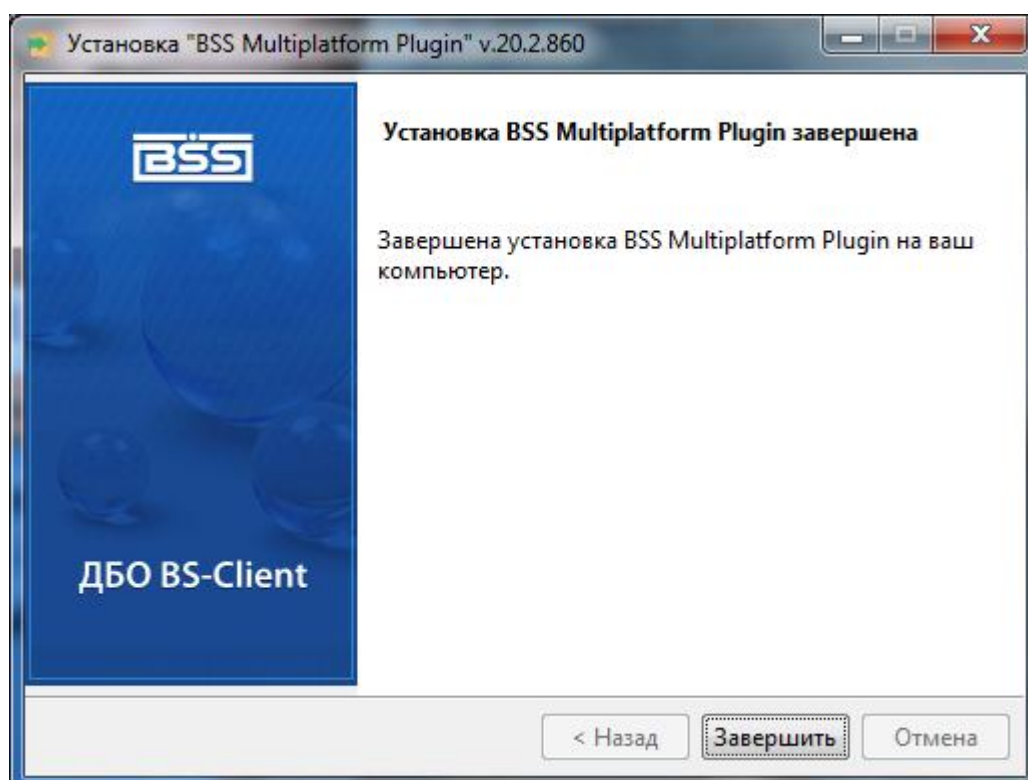 Установка "BSS Multiplatform Plugin" v.20.2.860
BSS
Установка BSS Multiplatform Plugin завершена
Завершена установка BSS Multiplatform Plugin на ваш
компьютер.
ДБО BS-Client
< Назад
Завершить
Отмена